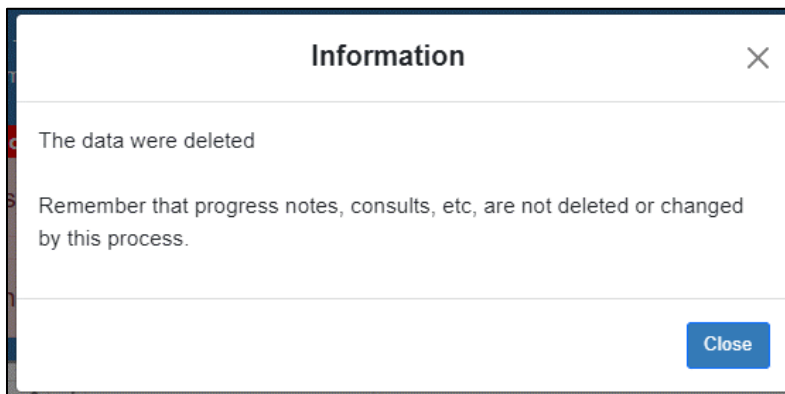 Information
The data were deleted
Remember that progress notes, consults, etc, are not deleted or changed
by this process.
Close